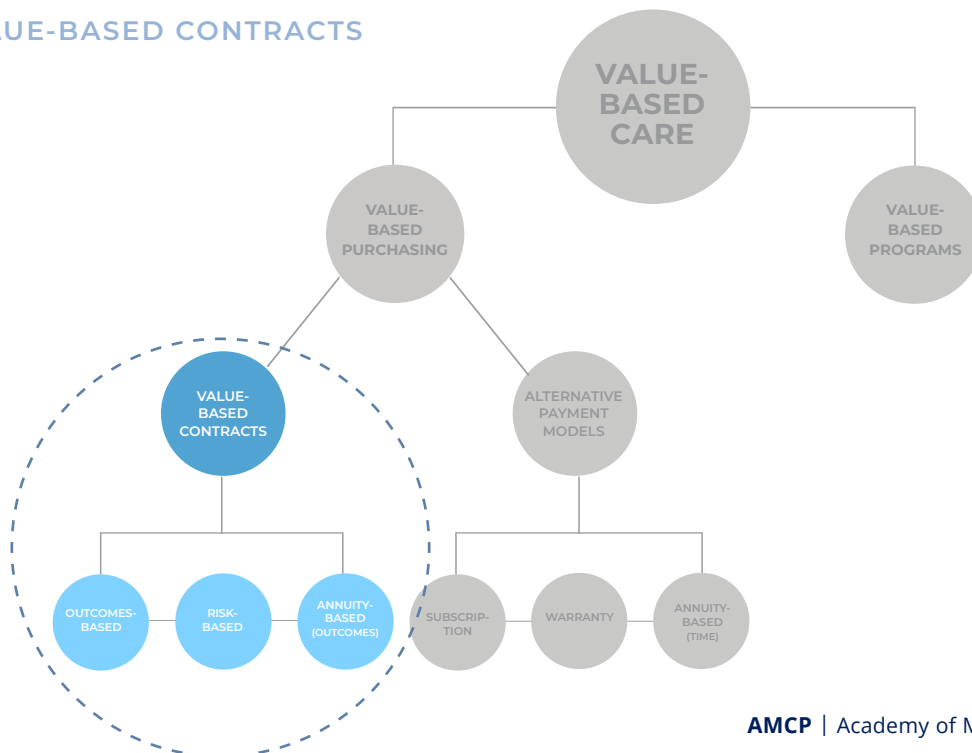 UE-BASED CONTRACTS
VALUE-
BASED
CARE
VALUE-
BASED
PURCHASING
VALUE-
BASED
PROGRAMS
VALUE-
BASED
CONTRACTS
ALTERNATIVE
PAYMENT
MODELS
OUTCOMES-
BASED
RISK-
BASED
ANNUITY-
BASED
(OUTCOMES)
SUBSCRIP-
TION
WARRANTY
ANNUITY-
BASED
(TIME)
AMCP | Academy of M